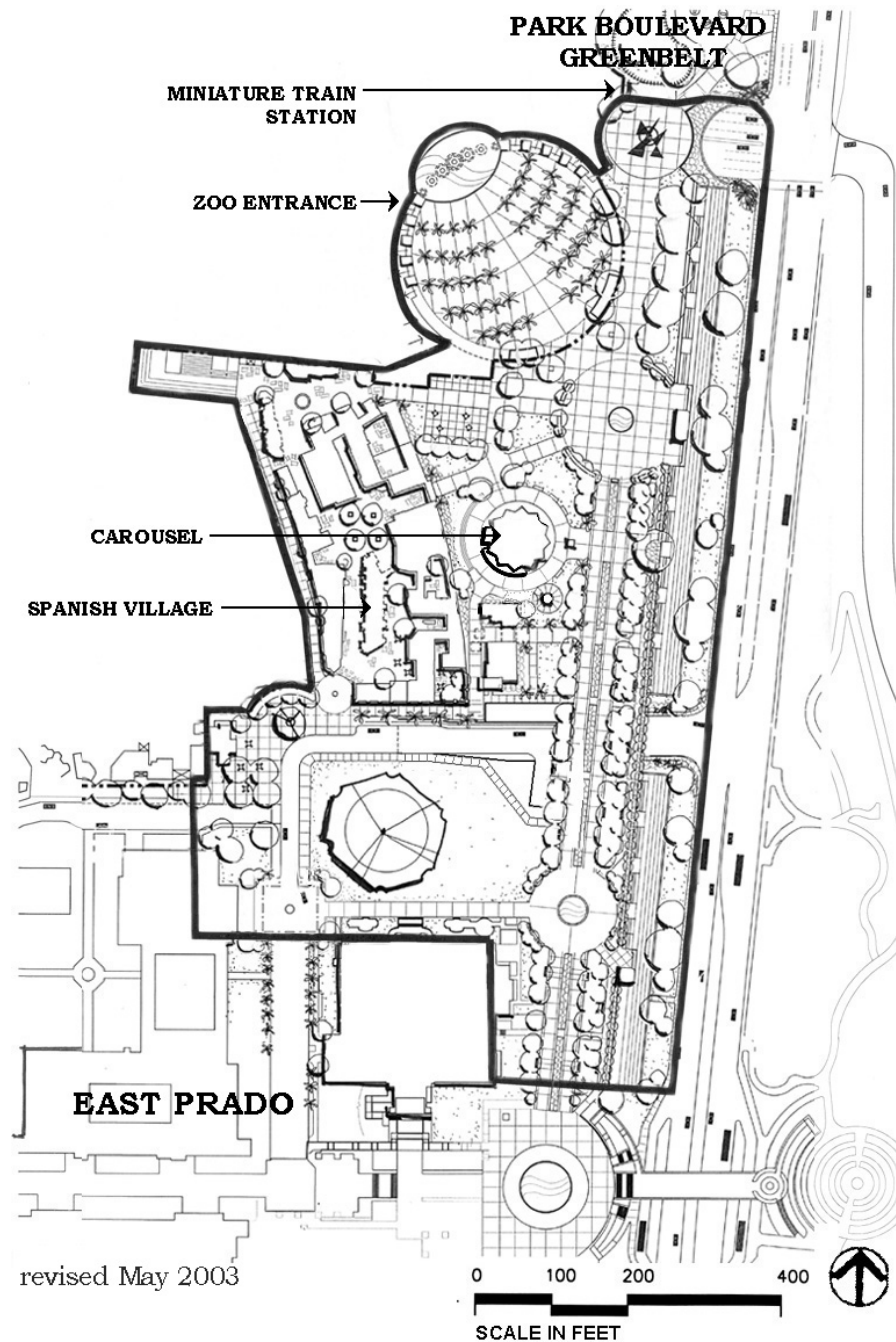 PARK BOULEVARD
GREENBELT
MINIATURE TRAIN
STATION
ZOO ENTRANCE
CAROUSEL
SPANISH VILLAGE
EAST PRADO
revised May 2003
0 100 200 400
SCALE IN FEET